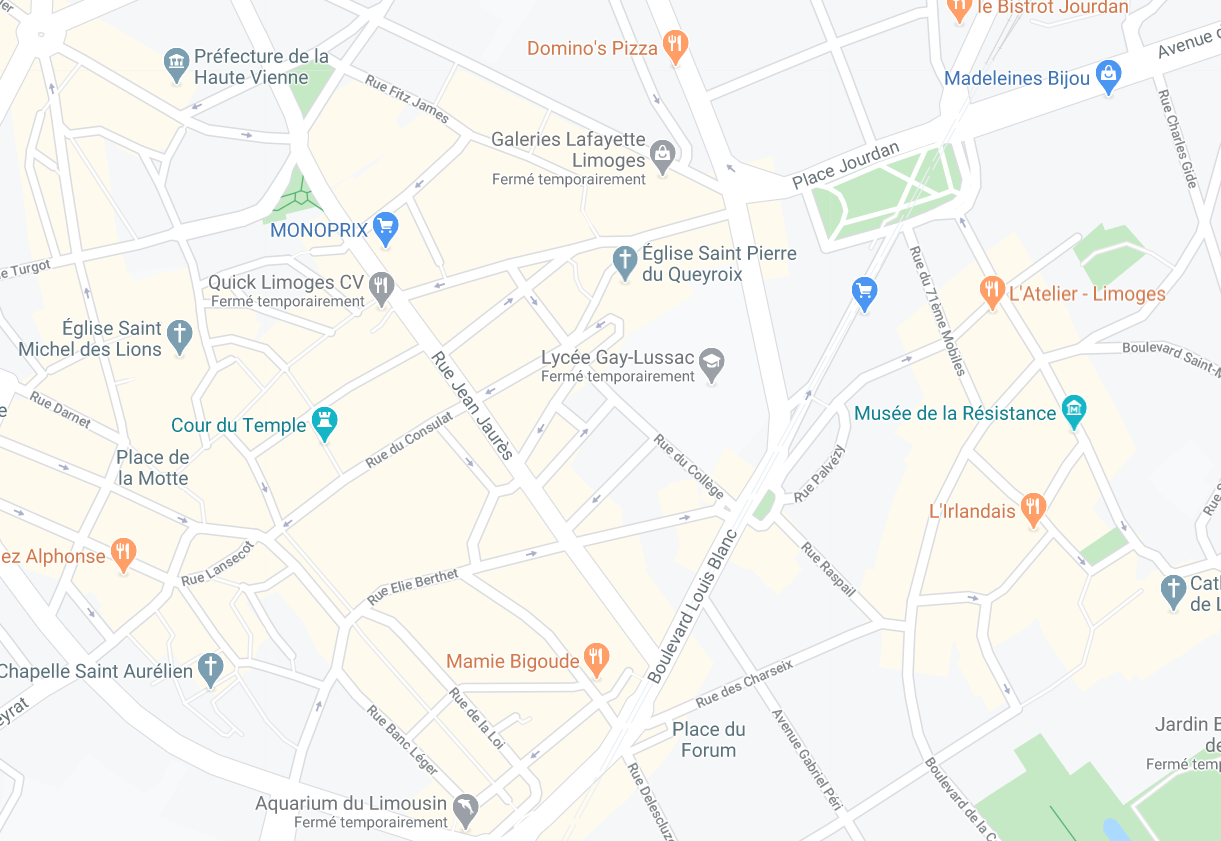 le Bistrot Jourdan
Domino's Pizza
Avenue
Préfecture de la
Haute Vienne
Madeleines Bijou
Rue Fitz James
Rue Charles Gide
Galeries Lafayette
Limoges
Fermé temporairement
Place Jourdan
MONOPRIX
Église Saint Pierre
du Queyroix
Turgot
Quick Limoges CV
Fermé temporairement
Rue du 71ème Mobiles
L'Atelier - Limoges
Église Saint
Michel des Lions
Lycée Gay-Lussac
Fermé temporairement
Boulevard Saint-
Rue Jean Jaurès
Rue Darnet
Cour du Temple
Rue du Consulat
Musée de la Résistance
Place de
la Motte
Rue du Collège
Rue Palvézy
L'Irlandais
ez Alphonse
Rue Lansecot
Rue Elie Berthet
Boulevard Louis Blanc
Rue Raspail
Cat
de L
Chapelle Saint Aurélien
Mamie Bigoude
Rue des Charseix
eyrat
Rue de la Loi
Rue Banc Léger
Place du
Forum
Avenue Gabriel Péri
Jardin
de
Fermé temp
Rue Delescluze
Boulevard de la
Aquarium du Limousin
Fermé temporairement